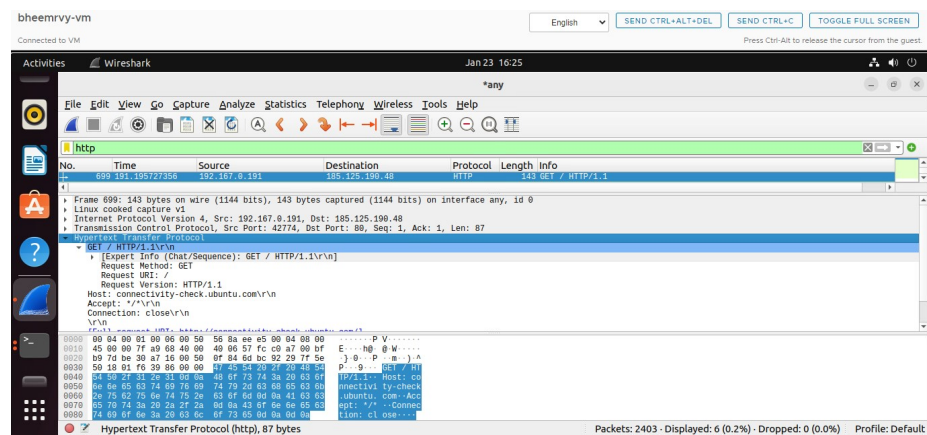 bheemrvy-vm
English
SEND CTRL+ALT+DEL
SEND CTRL+C
TOGGLE FULL SCREEN
Connected to VM
Press Ctrl-Alt to release the cursor from the guest.
Activities Wireshark Jan 23 16:25
*any
File Edit View Go Capture Analyze Statistics Telephony Wireless Tools Help
http
No. Time Source Destination Protocol Length Info
699 191.195727356 192.167.0.191 185.125.190.48 HTTP 143 GET / HTTP/1.1
Frame 699: 143 bytes on wire (1144 bits), 143 bytes captured (1144 bits) on interface any, id 0
Linux cooked capture v1
Internet Protocol Version 4, Src: 192.167.0.191, Dst: 185.125.190.48
Transmission Control Protocol, Src Port: 42774, Dst Port: 80, Seq: 1, Ack: 1, Len: 87
Hypertext Transfer Protocol
GET / HTTP/1.1\r\n
[Expert Info (Chat/Sequence): GET / HTTP/1.1\r\n]
Request Method: GET
Request URI: /
Request Version: HTTP/1.1
Host: connectivity-check.ubuntu.com\r\n
Accept: */*\r\n
Connection: close\r\n
\r\n
0000 00 04 00 01 00 06 00 50 56 8a ee e5 00 04 08 00 ·······P V·······
0010 45 00 00 7f a9 68 40 00 40 06 57 fc c0 a7 00 bf E····h@· @·W·····
0020 b9 7d be 30 a7 16 00 50 0f 84 6d bc 92 29 7f 5e ·}·0···P ··m··)·^
0030 50 18 01 f6 39 86 00 00 47 45 54 20 2f 20 48 54 P···9··· GET / HT
0040 54 50 2f 31 2e 31 0d 0a 48 6f 73 74 3a 20 63 6f TP/1.1·· Host: co
0050 6e 6e 65 63 74 69 76 69 74 79 2d 63 68 65 63 6b nnectivi ty-check
0060 2e 75 62 75 6e 74 75 2e 63 6f 6d 0d 0a 41 63 63 .ubuntu. com··Acc
0070 65 70 74 3a 20 2a 2f 2a 0d 0a 43 6f 6e 6e 65 63 ept: */* ··Connec
0080 74 69 6f 6e 3a 20 63 6c 6f 73 65 0d 0a 0d 0a tion: cl ose····
Hypertext Transfer Protocol (http), 87 bytes
Packets: 2403 · Displayed: 6 (0.2%) · Dropped: 0 (0.0%)
Profile: Default